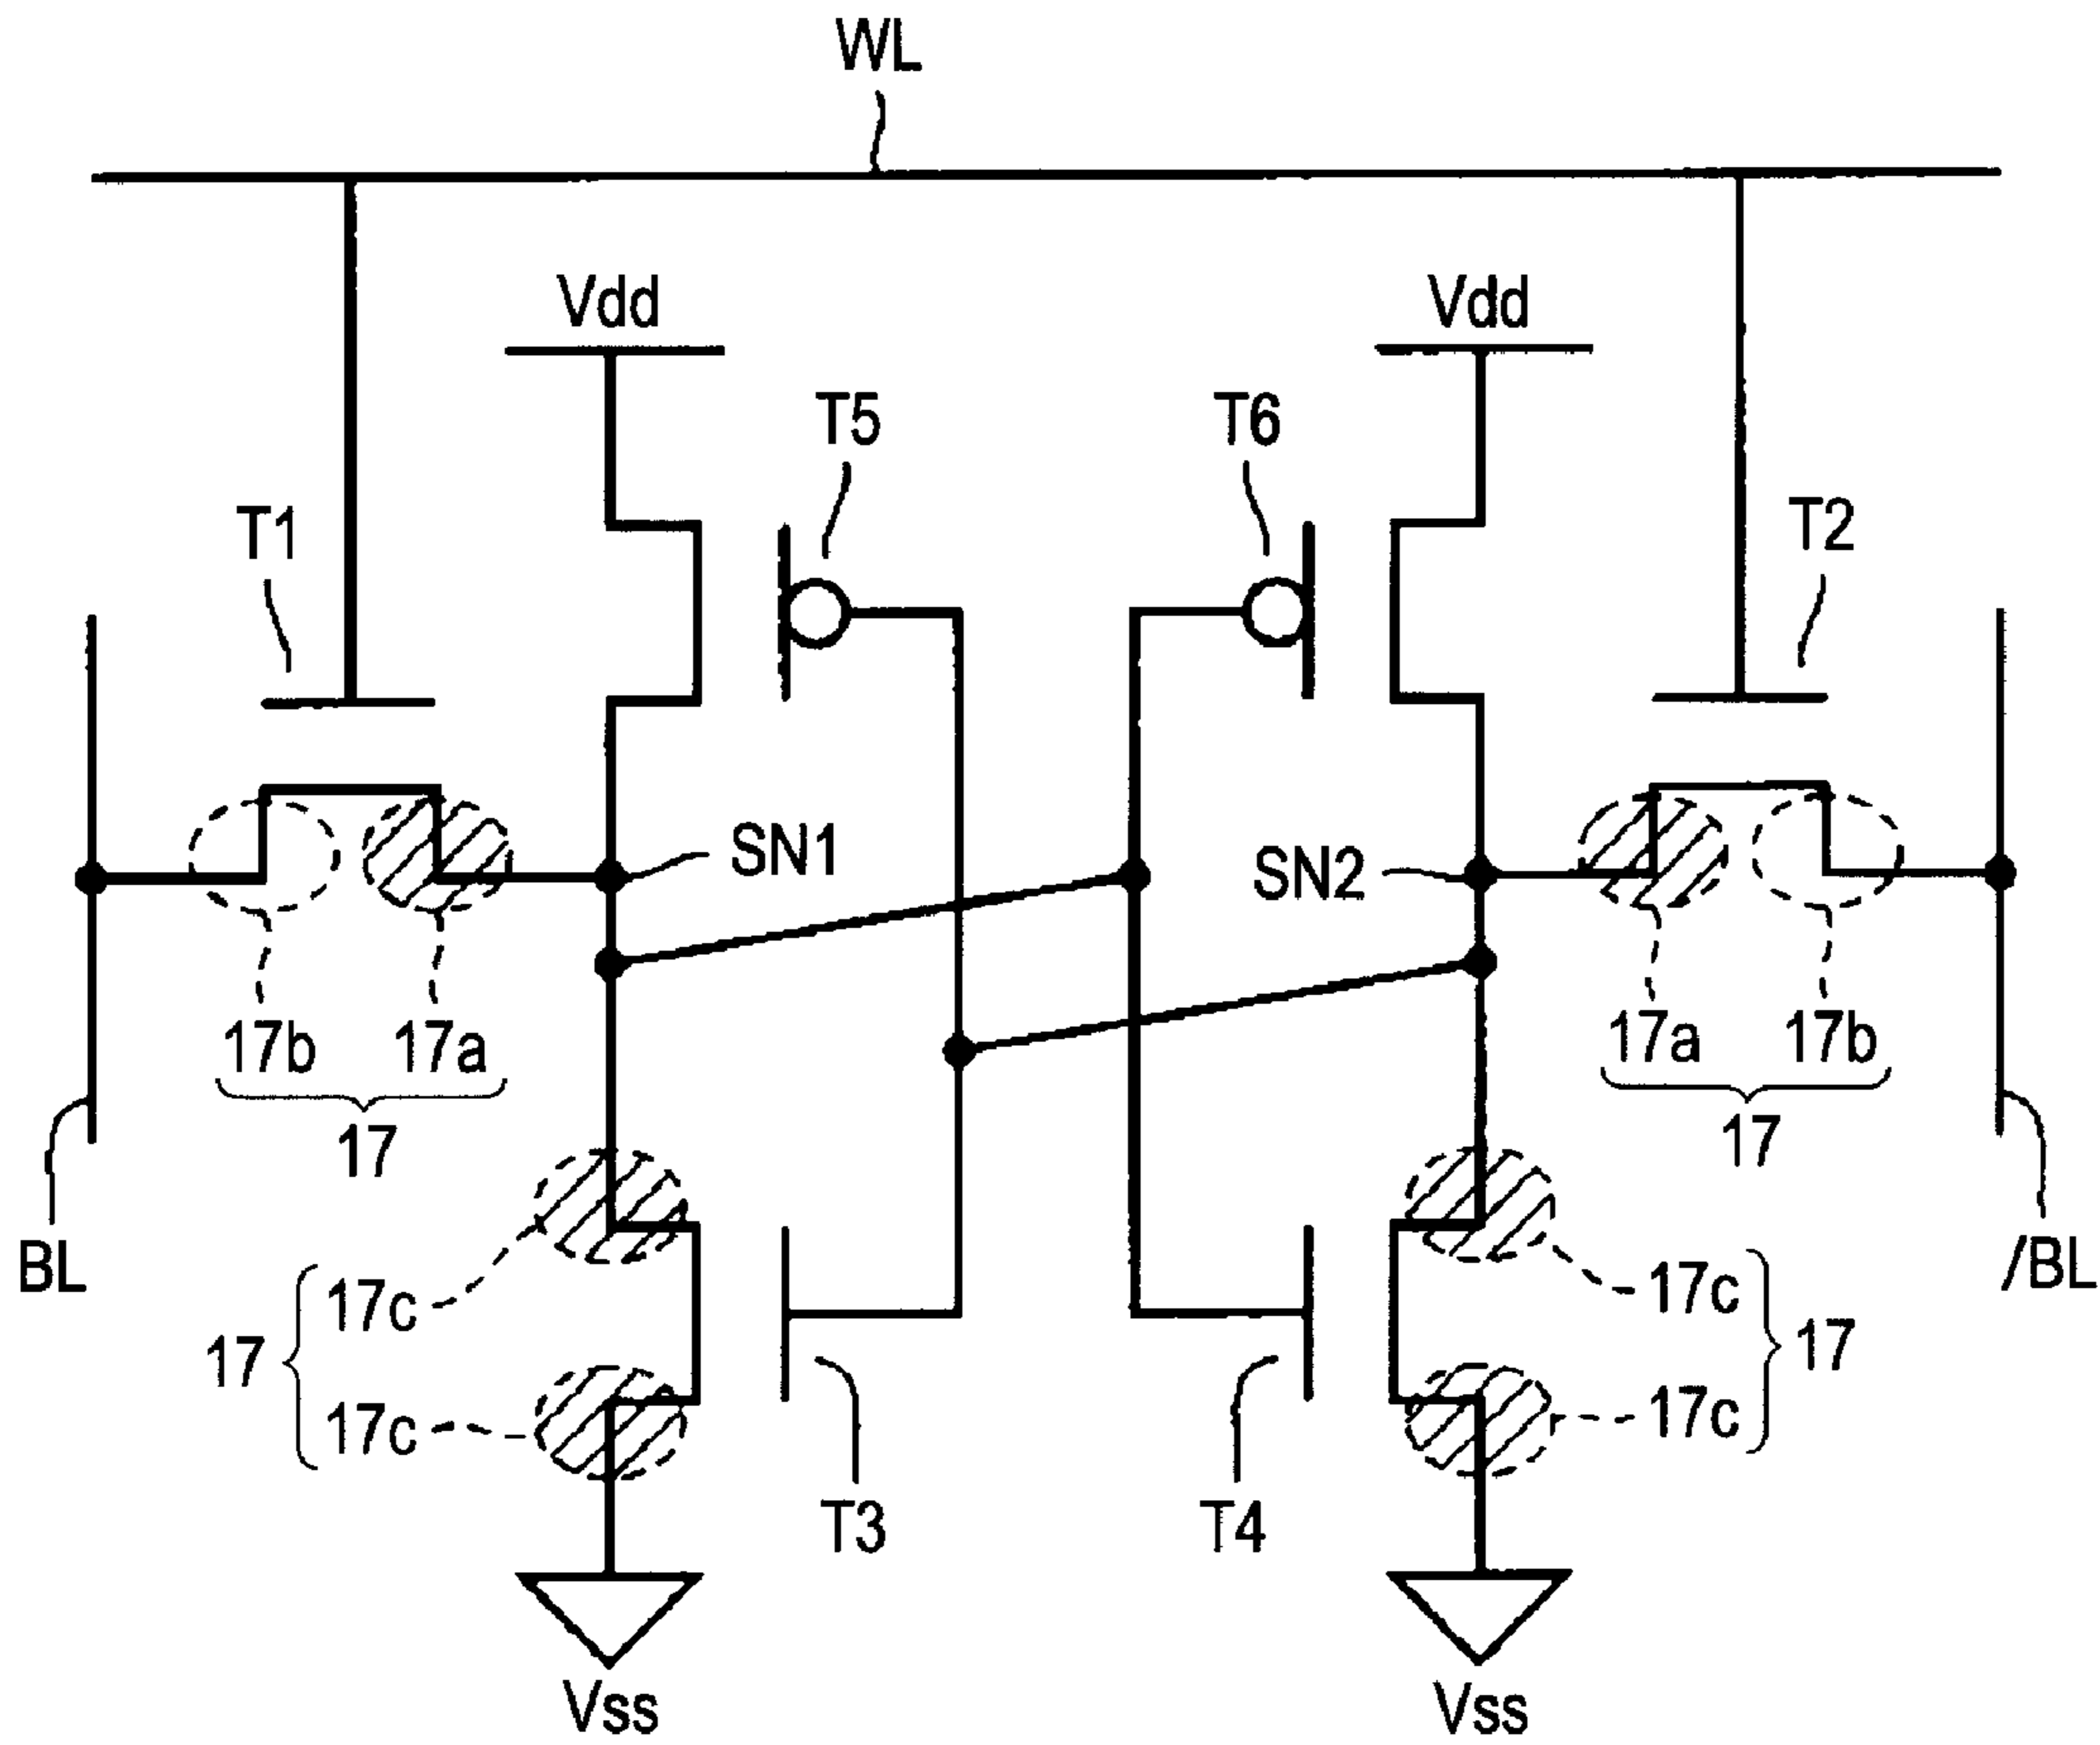 WL
Vdd Vdd
T5 T6
T1 T2
SN1 SN2
17b 17a 17a 17b
17 17
BL /BL
17c 17c
17 17
17c 17c
T3 T4
Vss Vss